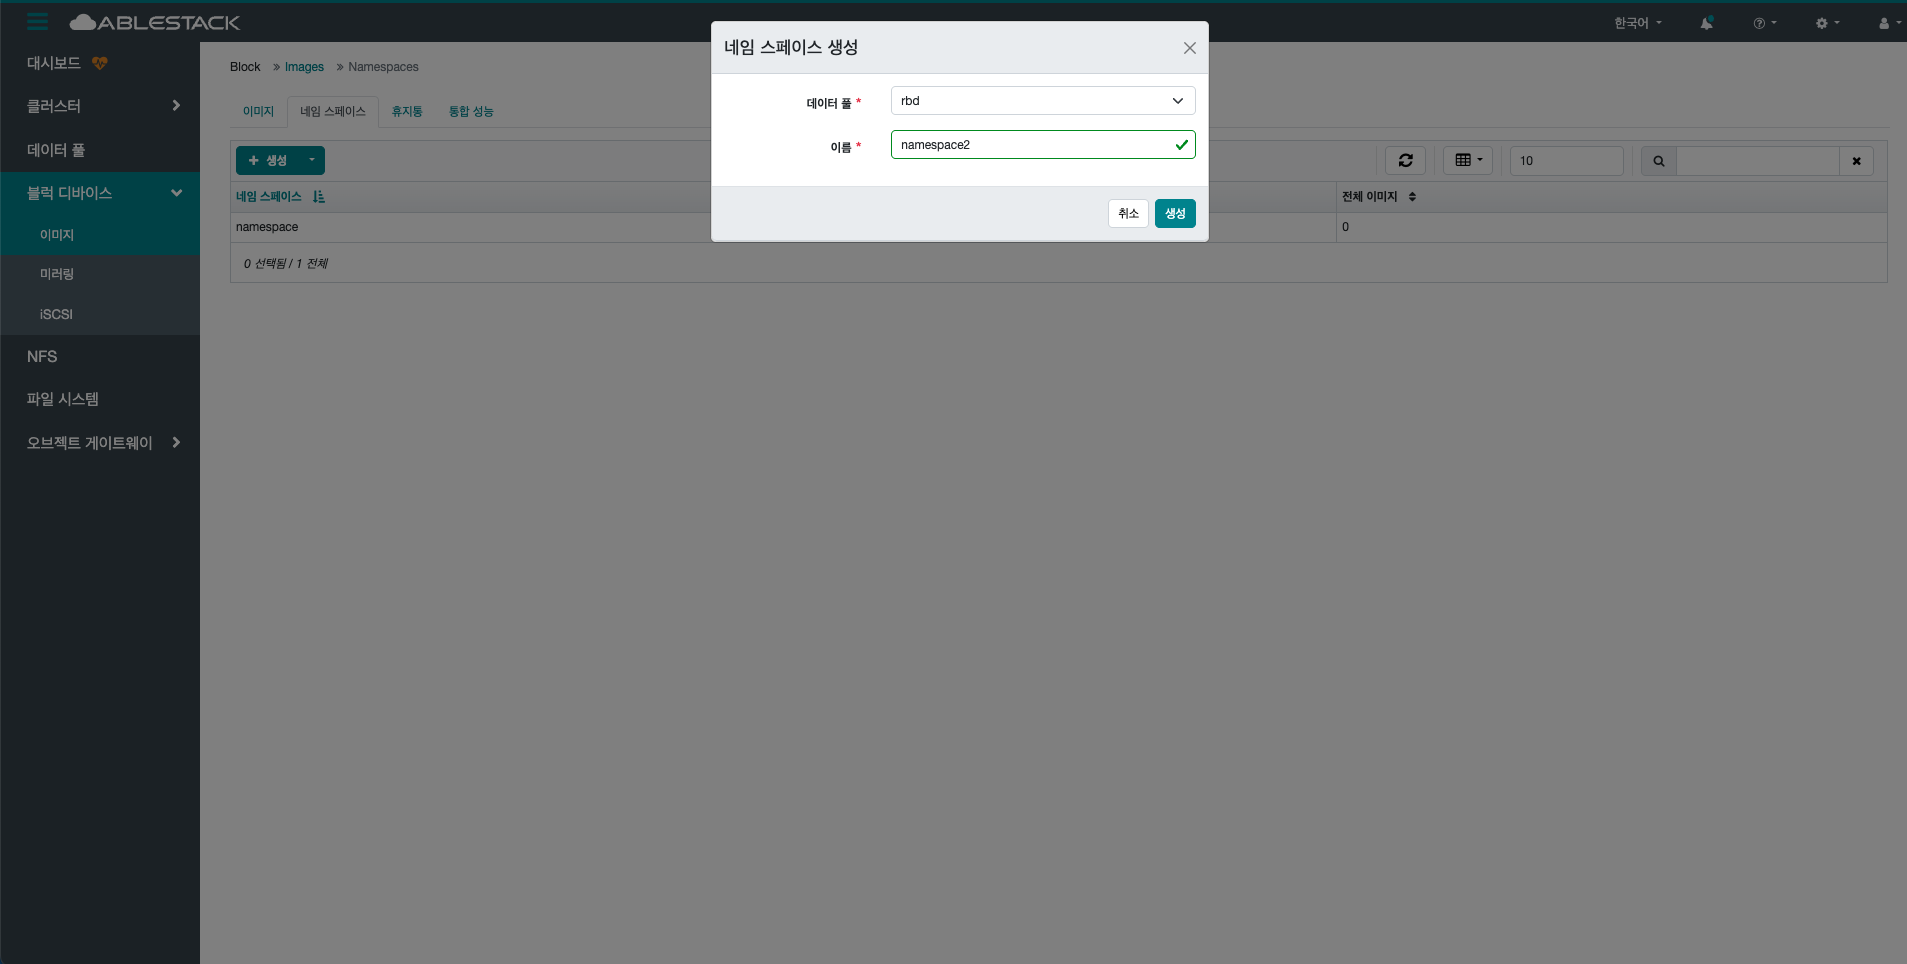 ABLESTACK
한국어
대시보드
클러스터
데이터 풀
블럭 디바이스
이미지
미러링
iSCSI
NFS
파일 시스템
오브젝트 게이트웨이
Block » Images » Namespaces
이미지 네임 스페이스 휴지통 통합 성능
+ 생성
10
네임 스페이스 전체 이미지
namespace 0
0 선택됨 / 1 전체
네임 스페이스 생성
데이터 풀 * rbd
이름 * namespace2
취소 생성